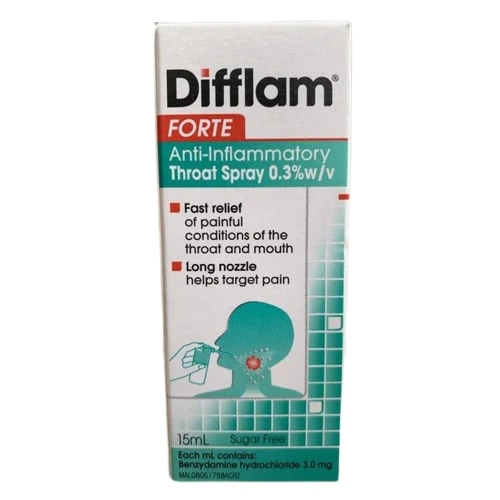 Difflam®
FORTE
Anti-Inflammatory
Throat Spray 0.3%w/v
Fast relief
of painful
conditions of the
throat and mouth
Long nozzle
helps target pain
15mL Sugar Free
Each mL contains:
Benzydamine hydrochloride 3.0 mg